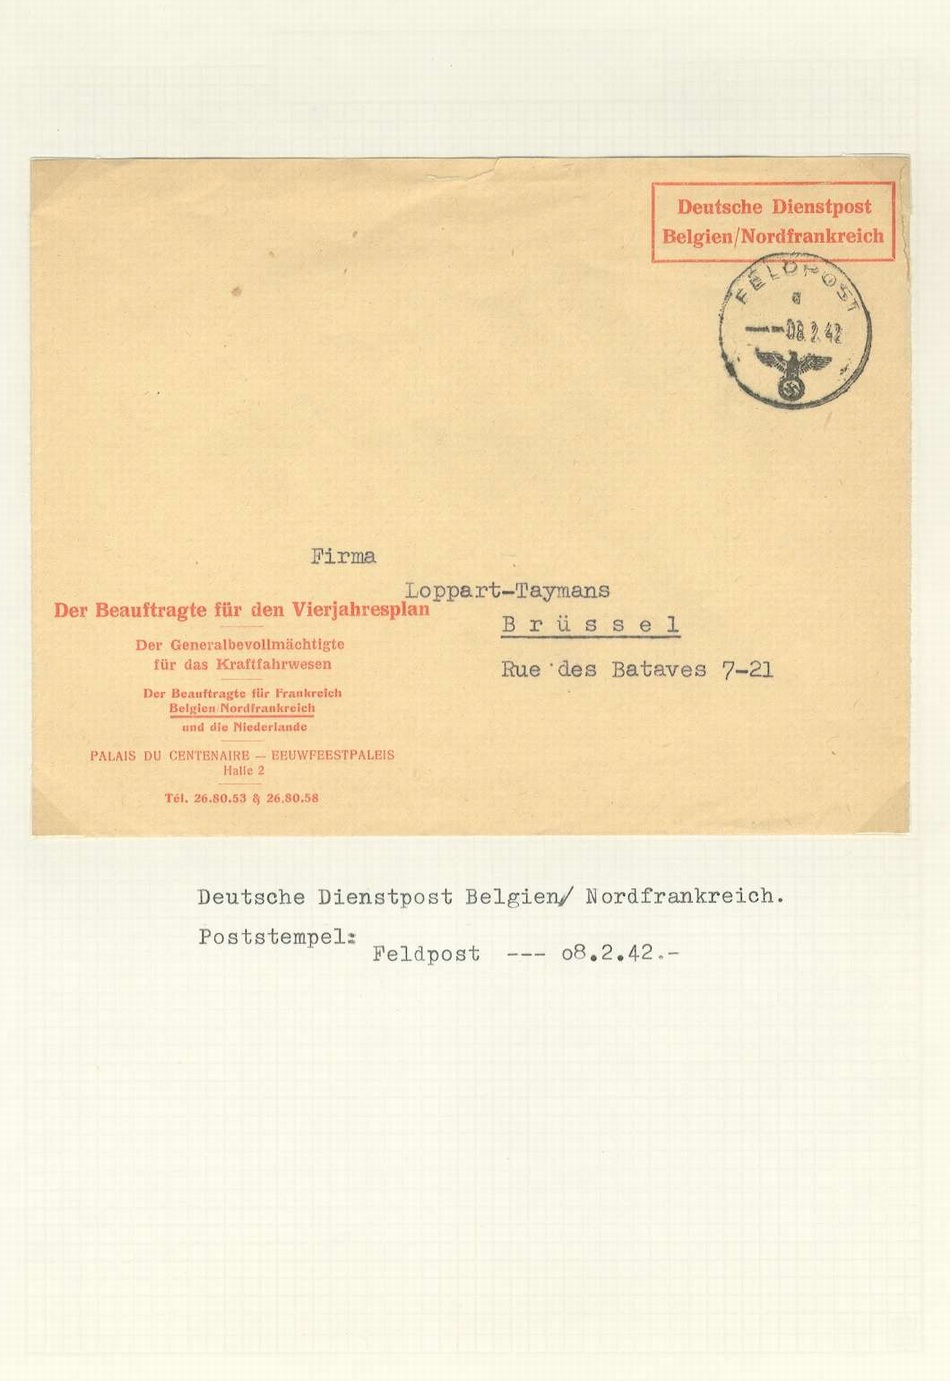 Deutsche Dienstpost
Belgien/Nordfrankreich
FELDPOST
a
--08.2.42
Firma
Loppart-Taymans
Brüssel
Rue des Bataves 7-21
Der Beauftragte für den Vierjahresplan
Der Generalbevollmächtigte
für das Kraftfahrwesen
Der Beauftragte für Frankreich
Belgien/Nordfrankreich
und die Niederlande
PALAIS DU CENTENAIRE — EEUWFEESTPALEIS
Halle 2
Tél. 26.80.53 & 26.80.58
Deutsche Dienstpost Belgien/ Nordfrankreich.
Poststempel:
Feldpost --- o8.2.42.-